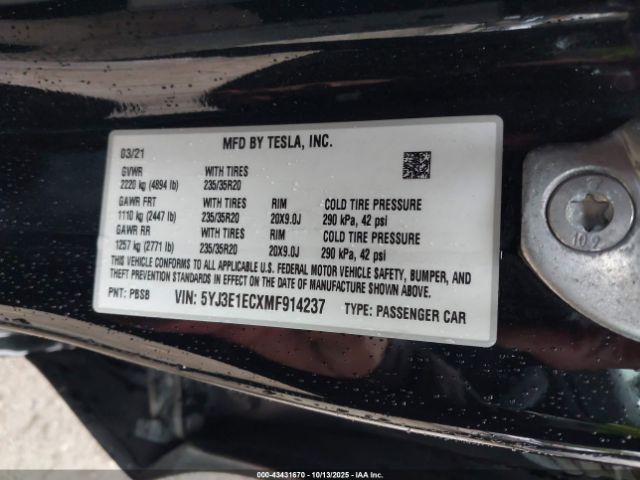 MFD BY TESLA, INC.
03/21
GVWR WITH TIRES
2220 kg (4894 lb) 235/35R20
GAWR FRT WITH TIRES RIM COLD TIRE PRESSURE
1110 kg (2447 lb) 235/35R20 20X9.0J 290 kPa, 42 psi
GAWR RR WITH TIRES RIM COLD TIRE PRESSURE
1257 kg (2771 lb) 235/35R20 20X9.0J 290 kPa, 42 psi
THIS VEHICLE CONFORMS TO ALL APPLICABLE U.S. FEDERAL MOTOR VEHICLE SAFETY, BUMPER, AND
THEFT PREVENTION STANDARDS IN EFFECT ON THE DATE OF MANUFACTURE SHOWN ABOVE.
PNT: PBSB VIN: 5YJ3E1ECXMF914237 TYPE: PASSENGER CAR
10.9
000-43431670 - 10/13/2025 - IAAI.COM